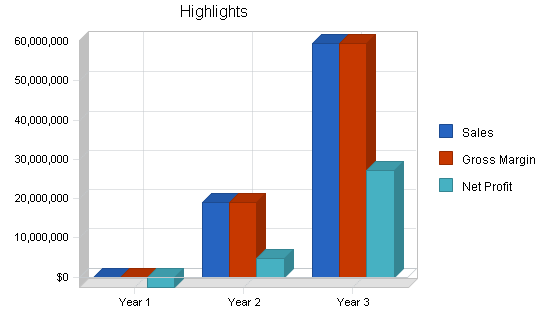 Highlights
60,000,000
50,000,000
40,000,000
30,000,000
20,000,000
10,000,000
$0
Year 1
Year 2
Year 3
Sales
Gross Margin
Net Profit